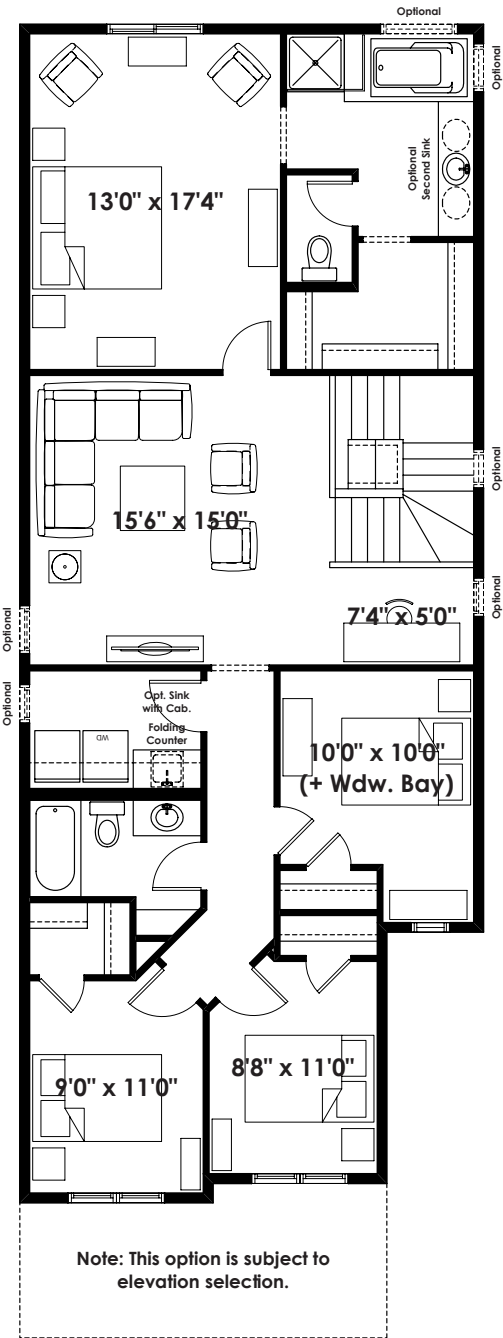 Optional
Optional
13'0" x 17'4"
Optional
Second Sink
Optional
15'6" x 15'0"
Optional
7'4" x 5'0"
Optional
Optional
Opt. Sink
with Cab.
Folding
Counter
WD
10'0" x 10'0"
(+ Wdw. Bay)
9'0" x 11'0"
8'8" x 11'0"
Note: This option is subject to
elevation selection.